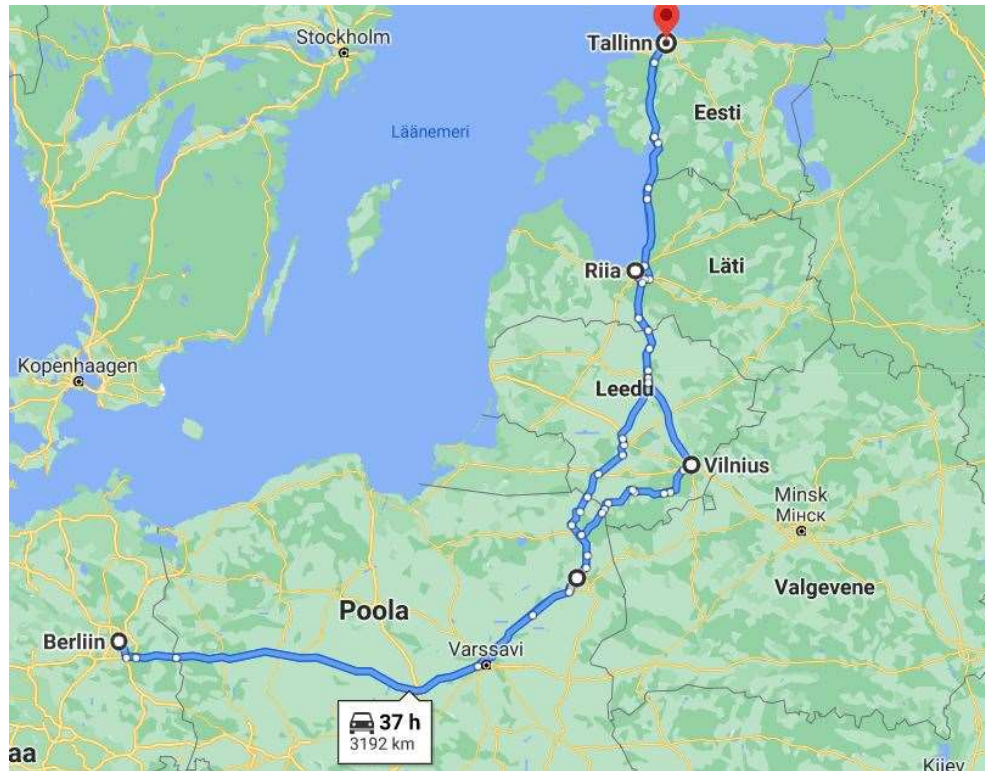 Stockholm
Tallinn
Eesti
Läänemeri
Riia
Läti
Kopenhaagen
Leedu
Vilnius
Minsk
Мінск
Valgevene
Poola
Berliin
Varssavi
37 h
3192 km
aa
Kiiev